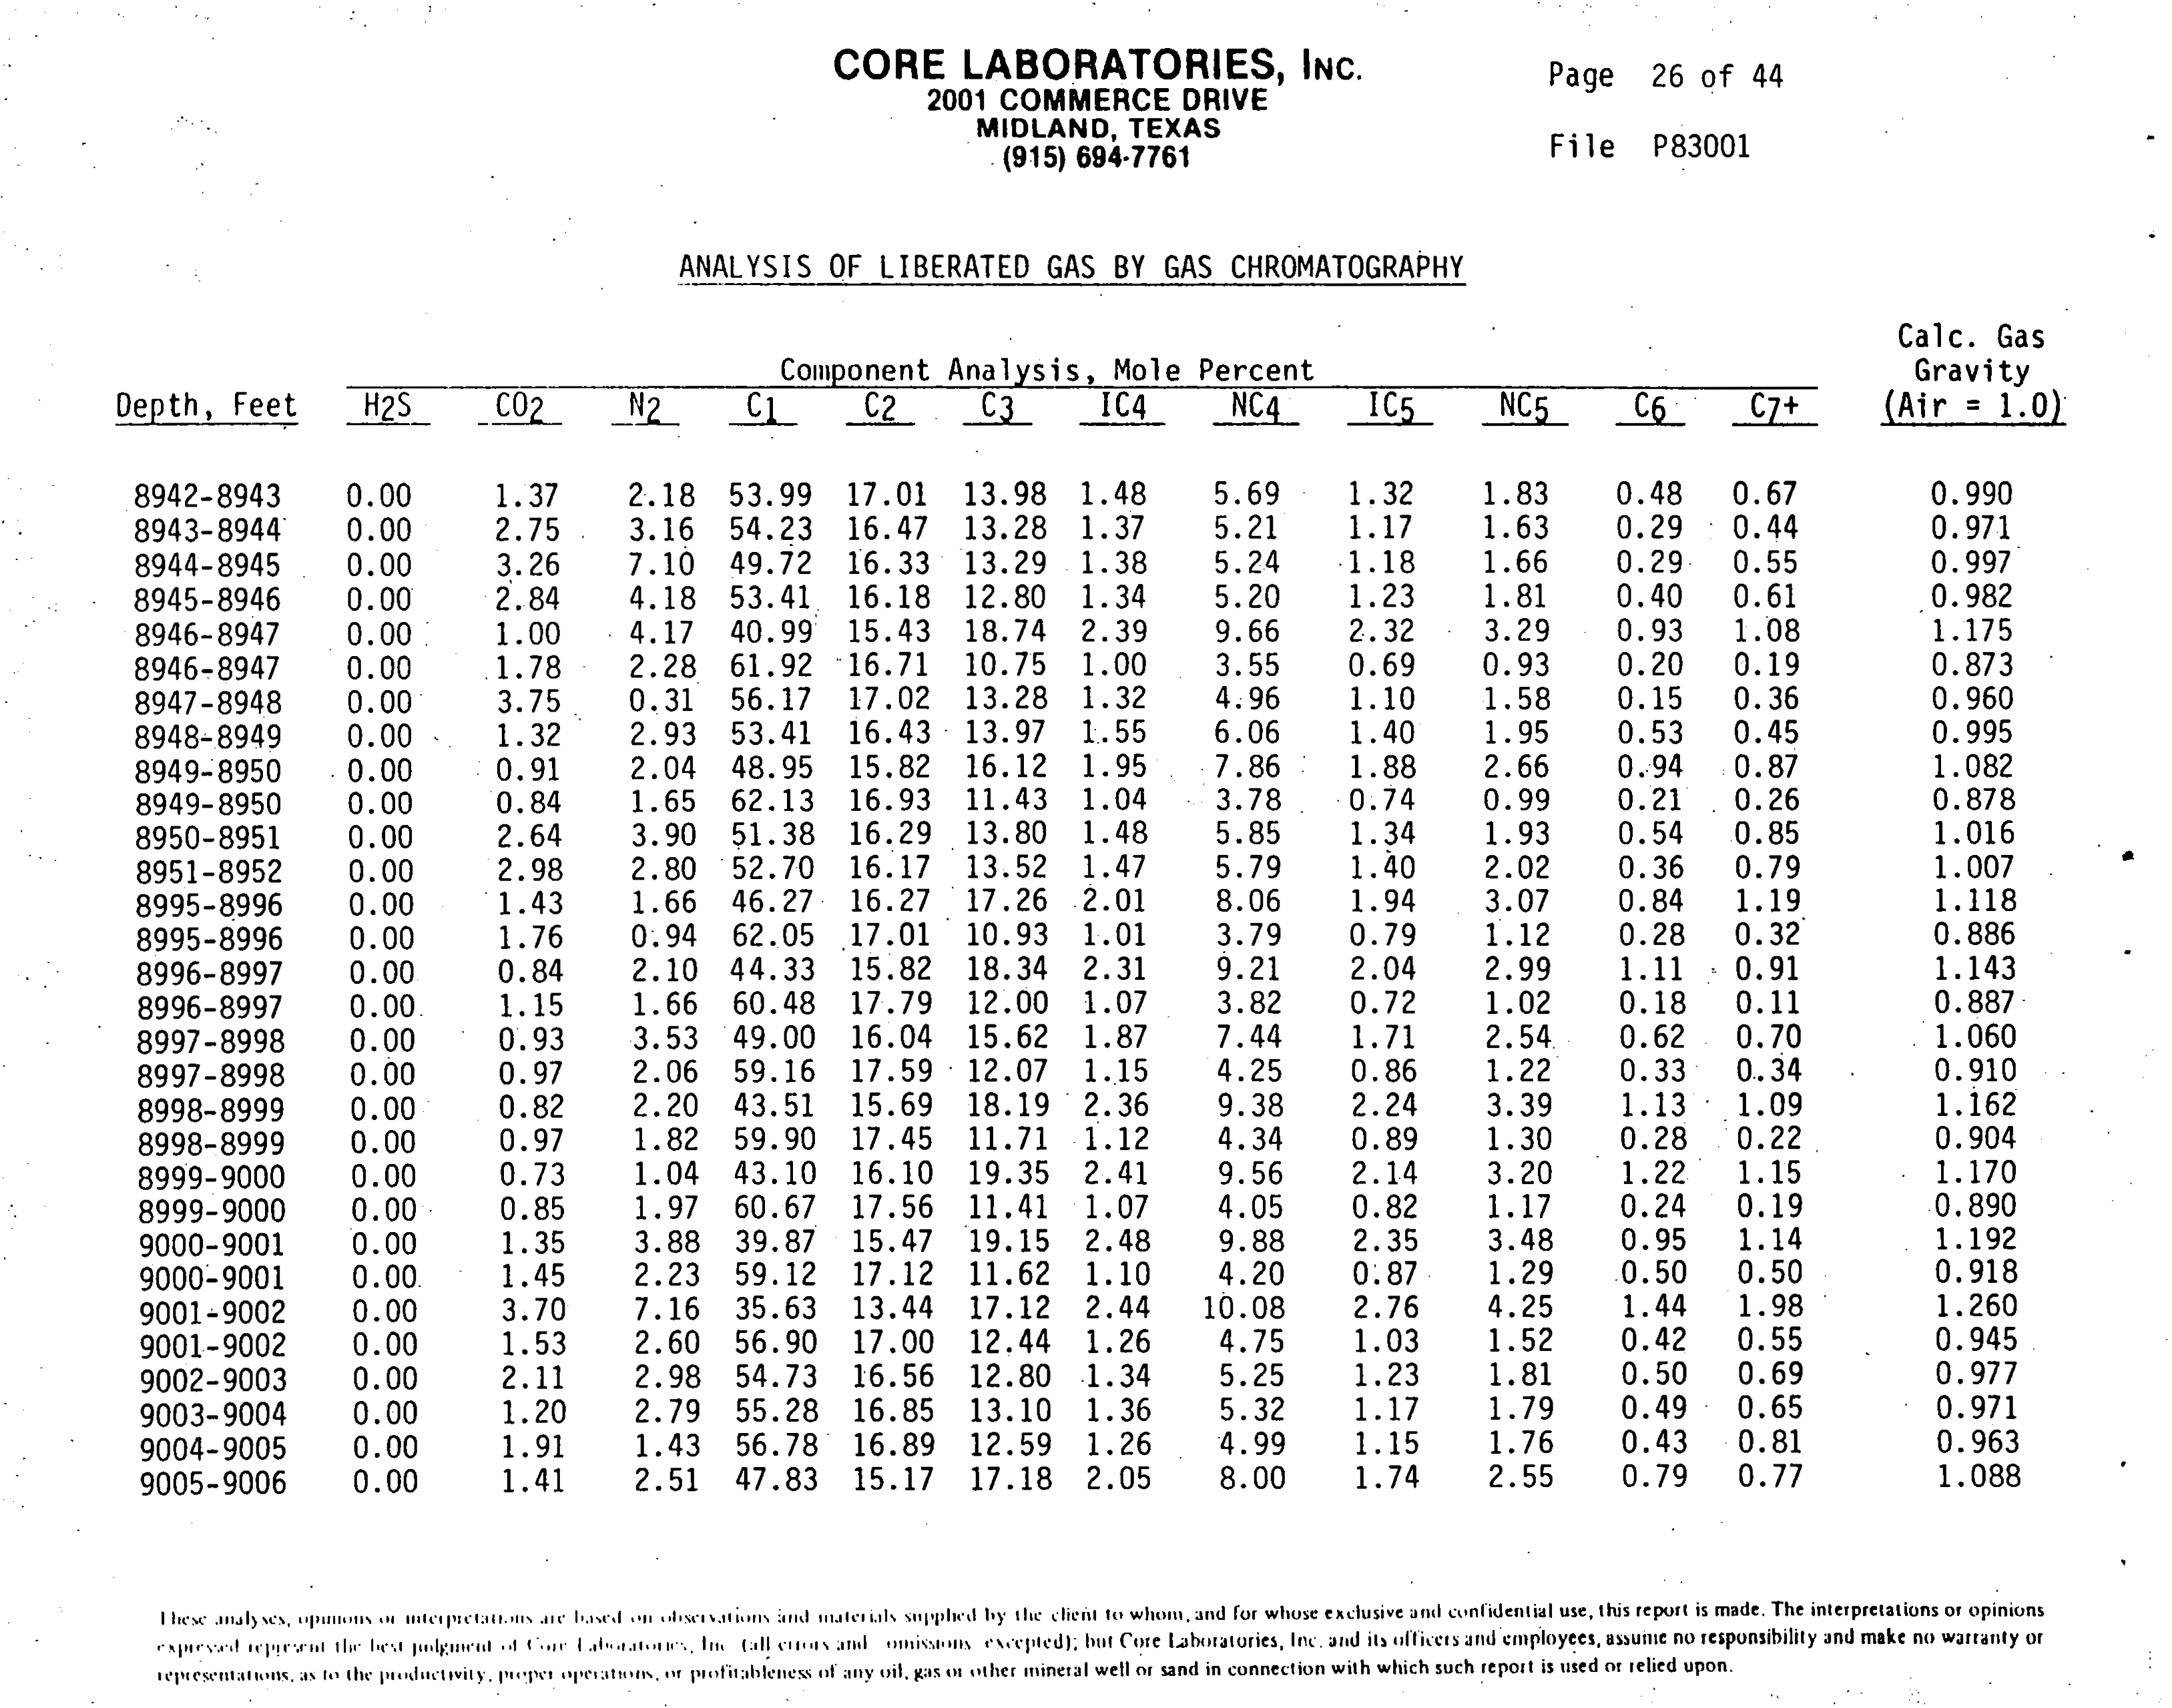 CORE LABORATORIES, INC.
2001 COMMERCE DRIVE
MIDLAND, TEXAS
(915) 694-7761
Page 26 of 44
File P83001
ANALYSIS OF LIBERATED GAS BY GAS CHROMATOGRAPHY
Component Analysis, Mole Percent
Calc. Gas
Gravity
Depth, Feet H2S CO2 N2 C1 C2 C3 IC4 NC4 IC5 NC5 C6 C7+ (Air = 1.0)
8942-8943 0.00 1.37 2.18 53.99 17.01 13.98 1.48 5.69 1.32 1.83 0.48 0.67 0.990
8943-8944 0.00 2.75 3.16 54.23 16.47 13.28 1.37 5.21 1.17 1.63 0.29 0.44 0.971
8944-8945 0.00 3.26 7.10 49.72 16.33 13.29 1.38 5.24 1.18 1.66 0.29 0.55 0.997
8945-8946 0.00 2.84 4.18 53.41 16.18 12.80 1.34 5.20 1.23 1.81 0.40 0.61 0.982
8946-8947 0.00 1.00 4.17 40.99 15.43 18.74 2.39 9.66 2.32 3.29 0.93 1.08 1.175
8946-8947 0.00 1.78 2.28 61.92 16.71 10.75 1.00 3.55 0.69 0.93 0.20 0.19 0.873
8947-8948 0.00 3.75 0.31 56.17 17.02 13.28 1.32 4.96 1.10 1.58 0.15 0.36 0.960
8948-8949 0.00 1.32 2.93 53.41 16.43 13.97 1.55 6.06 1.40 1.95 0.53 0.45 0.995
8949-8950 0.00 0.91 2.04 48.95 15.82 16.12 1.95 7.86 1.88 2.66 0.94 0.87 1.082
8949-8950 0.00 0.84 1.65 62.13 16.93 11.43 1.04 3.78 0.74 0.99 0.21 0.26 0.878
8950-8951 0.00 2.64 3.90 51.38 16.29 13.80 1.48 5.85 1.34 1.93 0.54 0.85 1.016
8951-8952 0.00 2.98 2.80 52.70 16.17 13.52 1.47 5.79 1.40 2.02 0.36 0.79 1.007
8995-8996 0.00 1.43 1.66 46.27 16.27 17.26 2.01 8.06 1.94 3.07 0.84 1.19 1.118
8995-8996 0.00 1.76 0.94 62.05 17.01 10.93 1.01 3.79 0.79 1.12 0.28 0.32 0.886
8996-8997 0.00 0.84 2.10 44.33 15.82 18.34 2.31 9.21 2.04 2.99 1.11 0.91 1.143
8996-8997 0.00 1.15 1.66 60.48 17.79 12.00 1.07 3.82 0.72 1.02 0.18 0.11 0.887
8997-8998 0.00 0.93 3.53 49.00 16.04 15.62 1.87 7.44 1.71 2.54 0.62 0.70 1.060
8997-8998 0.00 0.97 2.06 59.16 17.59 12.07 1.15 4.25 0.86 1.22 0.33 0.34 0.910
8998-8999 0.00 0.82 2.20 43.51 15.69 18.19 2.36 9.38 2.24 3.39 1.13 1.09 1.162
8998-8999 0.00 0.97 1.82 59.90 17.45 11.71 1.12 4.34 0.89 1.30 0.28 0.22 0.904
8999-9000 0.00 0.73 1.04 43.10 16.10 19.35 2.41 9.56 2.14 3.20 1.22 1.15 1.170
8999-9000 0.00 0.85 1.97 60.67 17.56 11.41 1.07 4.05 0.82 1.17 0.24 0.19 0.890
9000-9001 0.00 1.35 3.88 39.87 15.47 19.15 2.48 9.88 2.35 3.48 0.95 1.14 1.192
9000-9001 0.00 1.45 2.23 59.12 17.12 11.62 1.10 4.20 0.87 1.29 0.50 0.50 0.918
9001-9002 0.00 3.70 7.16 35.63 13.44 17.12 2.44 10.08 2.76 4.25 1.44 1.98 1.260
9001-9002 0.00 1.53 2.60 56.90 17.00 12.44 1.26 4.75 1.03 1.52 0.42 0.55 0.945
9002-9003 0.00 2.11 2.98 54.73 16.56 12.80 1.34 5.25 1.23 1.81 0.50 0.69 0.977
9003-9004 0.00 1.20 2.79 55.28 16.85 13.10 1.36 5.32 1.17 1.79 0.49 0.65 0.971
9004-9005 0.00 1.91 1.43 56.78 16.89 12.59 1.26 4.99 1.15 1.76 0.43 0.81 0.963
9005-9006 0.00 1.41 2.51 47.83 15.17 17.18 2.05 8.00 1.74 2.55 0.79 0.77 1.088
These analyses, opinions or interpretations are based on observations and materials supplied by the client to whom, and for whose exclusive and confidential use, this report is made. The interpretations or opinions
expressed represent the best judgment of Core Laboratories, Inc. (all errors and omissions excepted); but Core Laboratories, Inc. and its officers and employees, assume no responsibility and make no warranty or
representations, as to the productivity, proper operations, or profitableness of any oil, gas or other mineral well or sand in connection with which such report is used or relied upon.